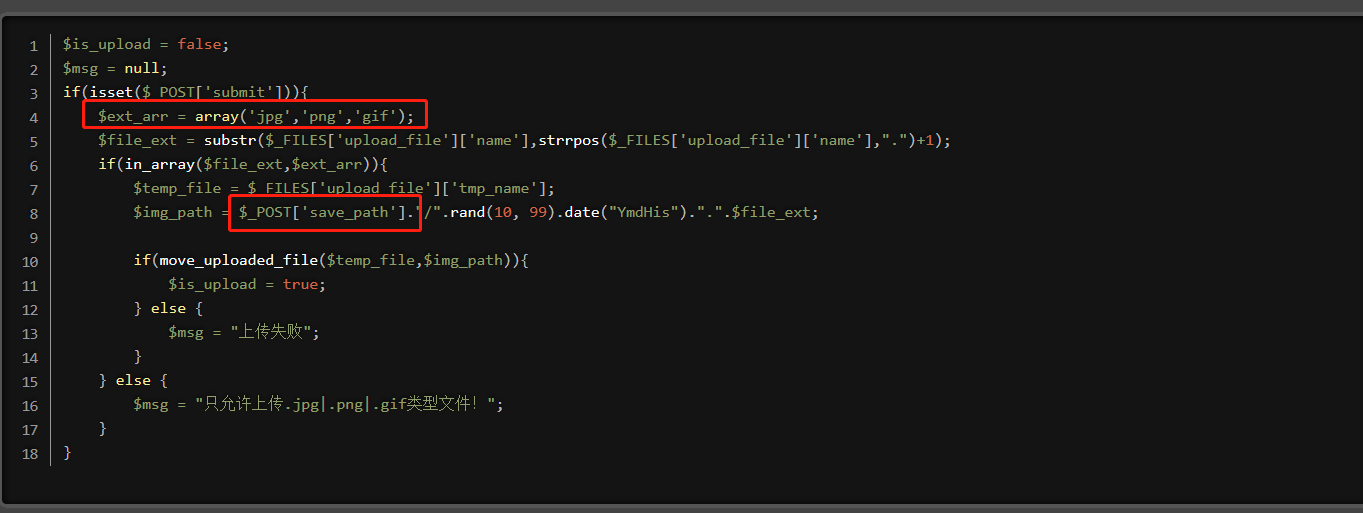 1 $is_upload = false;
2 $msg = null;
3 if(isset($_POST['submit'])){
4 $ext_arr = array('jpg','png','gif');
5 $file_ext = substr($_FILES['upload_file']['name'],strrpos($_FILES['upload_file']['name'],".")+1);
6 if(in_array($file_ext,$ext_arr)){
7 $temp_file = $_FILES['upload_file']['tmp_name'];
8 $img_path = $_POST['save_path']."/".rand(10, 99).date("YmdHis").".".$file_ext;
9
10 if(move_uploaded_file($temp_file,$img_path)){
11 $is_upload = true;
12 } else {
13 $msg = "上传失败";
14 }
15 } else {
16 $msg = "只允许上传.jpg|.png|.gif类型文件！";
17 }
18 }